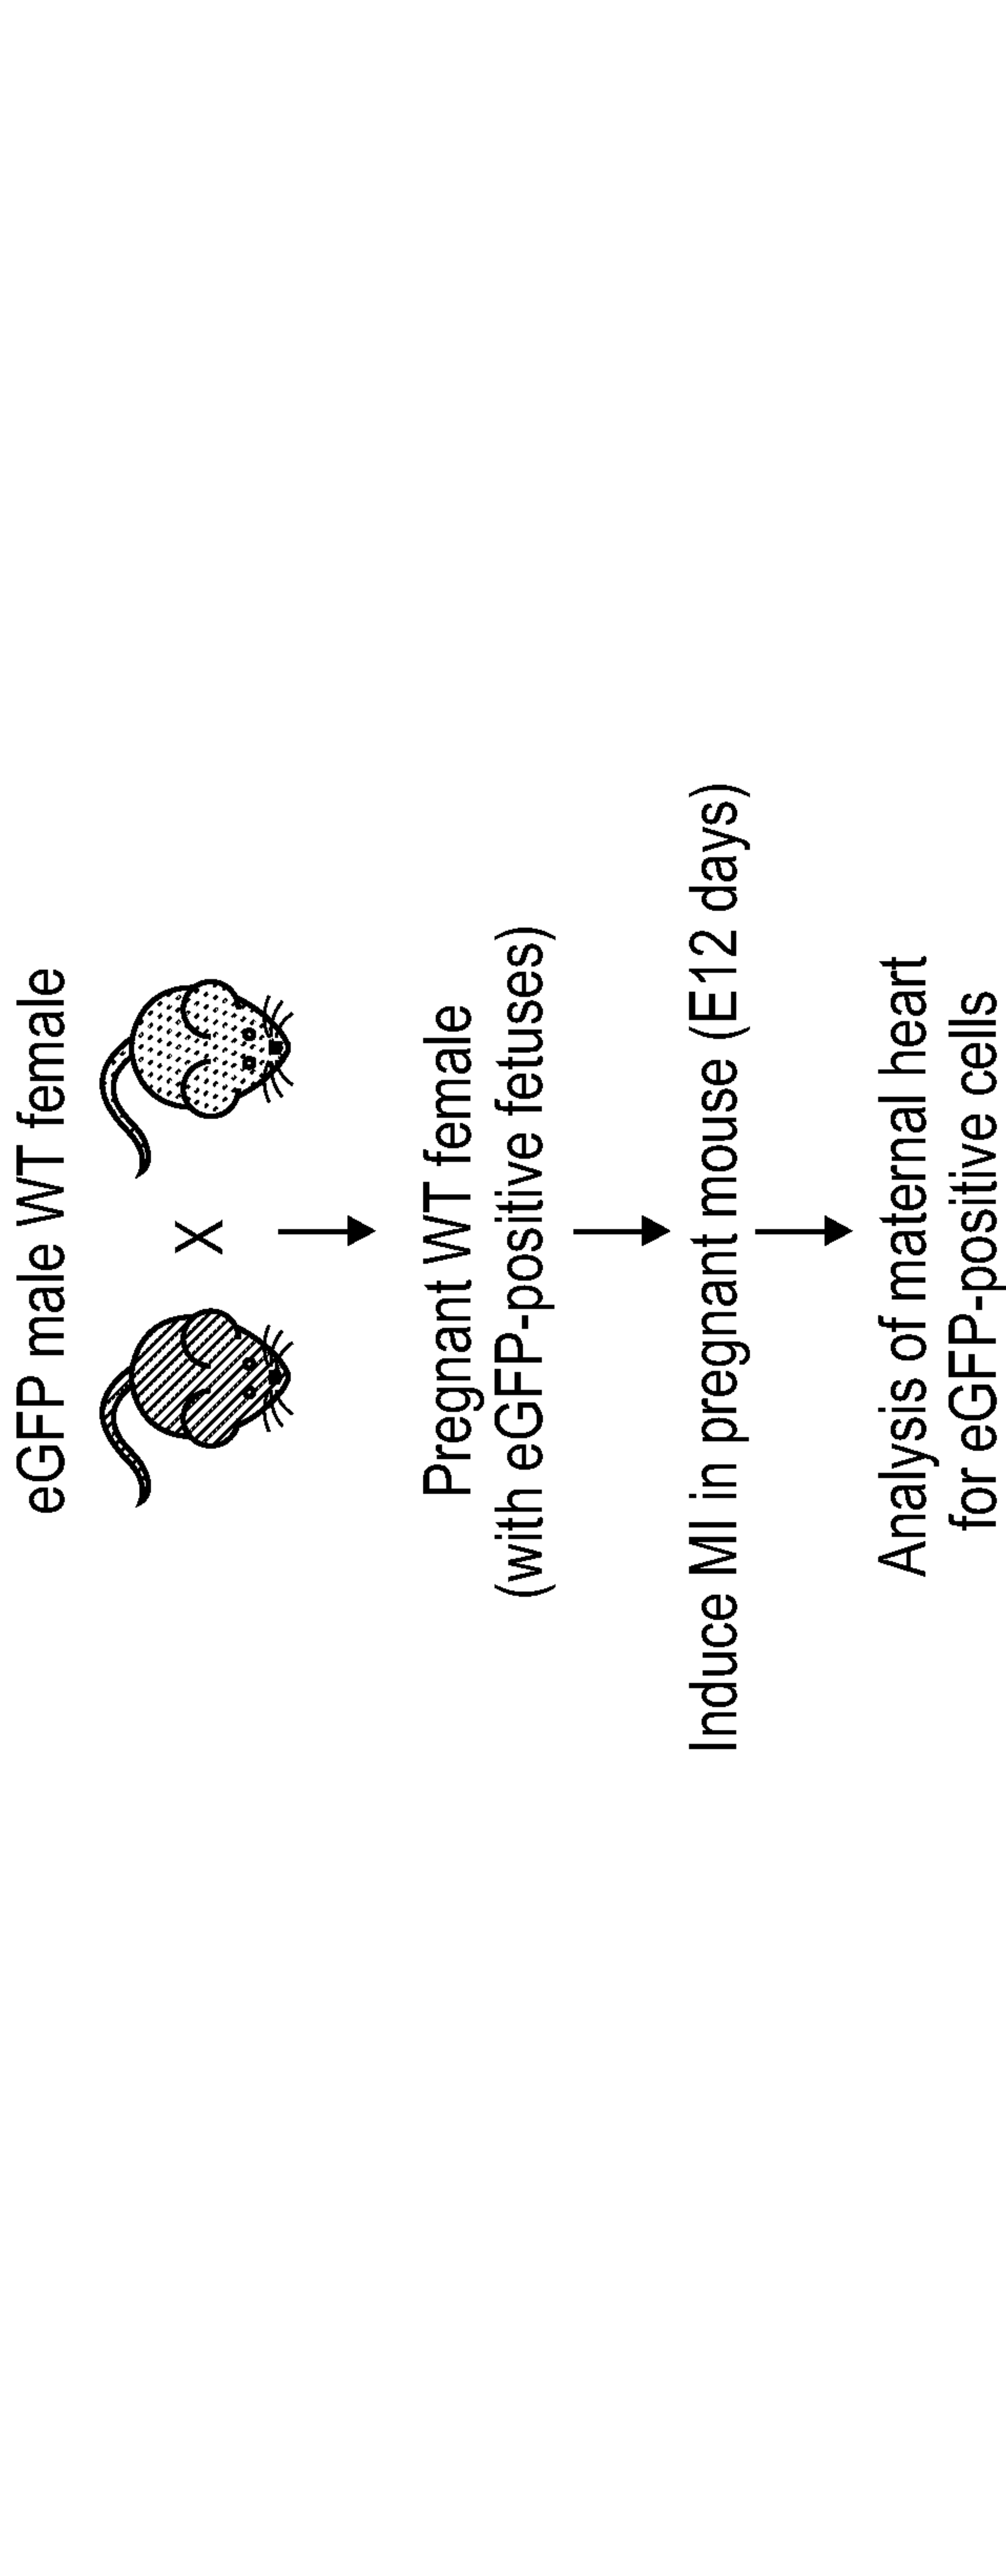 eGFP male WT female
X
Pregnant WT female
(with eGFP-positive fetuses)
Induce MI in pregnant mouse (E12 days)
Analysis of maternal heart
for eGFP-positive cells